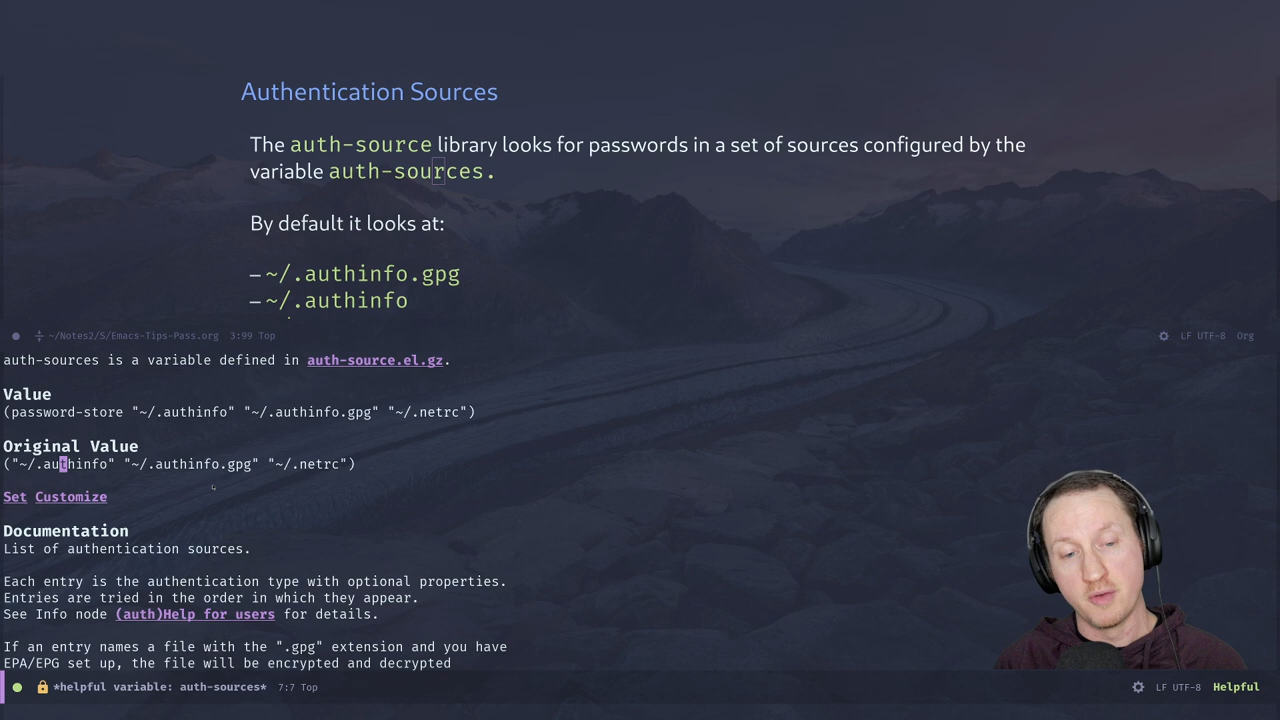 Authentication Sources
The auth-source library looks for passwords in a set of sources configured by the
variable auth-sources.
By default it looks at:
– ~/.authinfo.gpg
– ~/.authinfo
~/Notes2/S/Emacs-Tips-Pass.org 3:99 Top LF UTF-8 Org
auth-sources is a variable defined in auth-source.el.gz.
Value
(password-store "~/.authinfo" "~/.authinfo.gpg" "~/.netrc")
Original Value
("~/.authinfo" "~/.authinfo.gpg" "~/.netrc")
Set Customize
Documentation
List of authentication sources.
Each entry is the authentication type with optional properties.
Entries are tried in the order in which they appear.
See Info node (auth)Help for users for details.
If an entry names a file with the ".gpg" extension and you have
EPA/EPG set up, the file will be encrypted and decrypted
*helpful variable: auth-sources* 7:7 Top LF UTF-8 Helpful